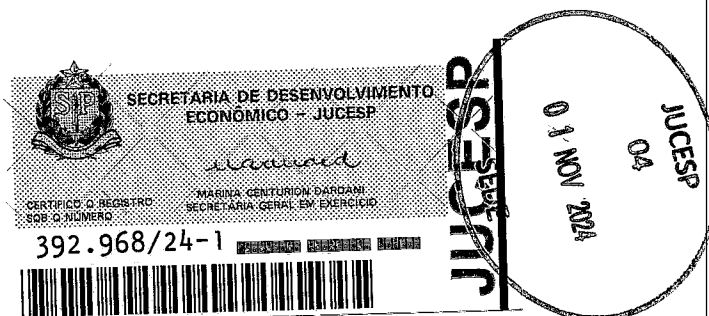 SP
SECRETARIA DE DESENVOLVIMENTO
ECONÔMICO - JUCESP
CERTIFICO O REGISTRO
SOB O NÚMERO
MARINA CENTURION DARDANI
SECRETÁRIA GERAL EM EXERCÍCIO
392.968/24-1
JUCESP
SEDE
JUCESP
04
01 NOV 2024